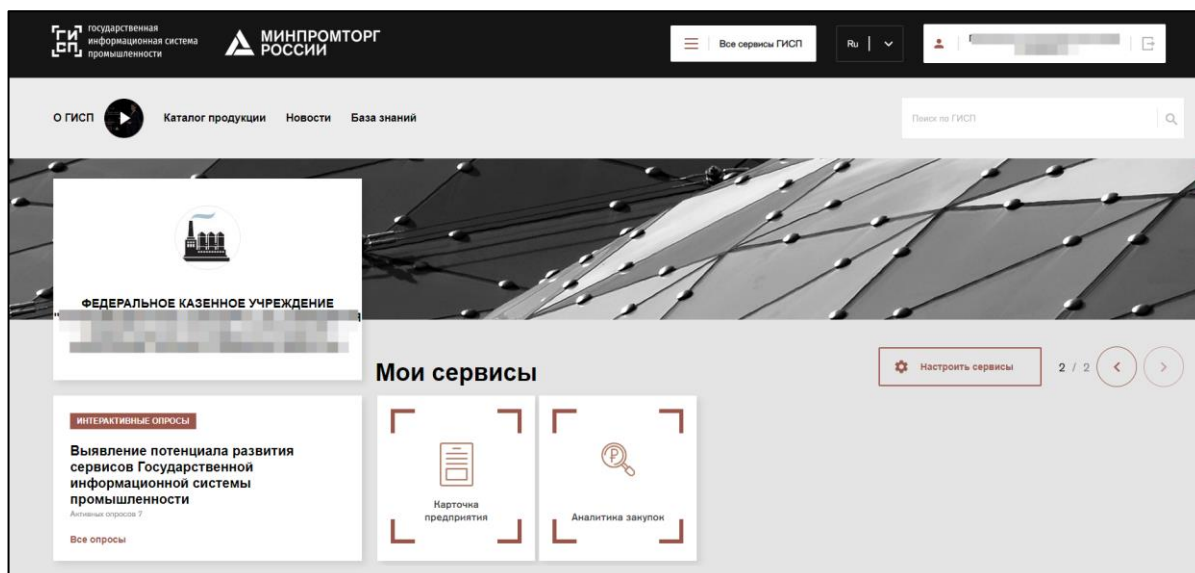 государственная
информационная система
промышленности
ГИСП
МИНПРОМТОРГ
РОССИИ
Все сервисы ГИСП
Ru
О ГИСП
Каталог продукции
Новости
База знаний
Поиск по ГИСП
ФЕДЕРАЛЬНОЕ КАЗЕННОЕ УЧРЕЖДЕНИЕ
Мои сервисы
Настроить сервисы
2 / 2
ИНТЕРАКТИВНЫЕ ОПРОСЫ
Выявление потенциала развития
сервисов Государственной
информационной системы
промышленности
Активных опросов 7
Все опросы
Карточка
предприятия
Аналитика закупок